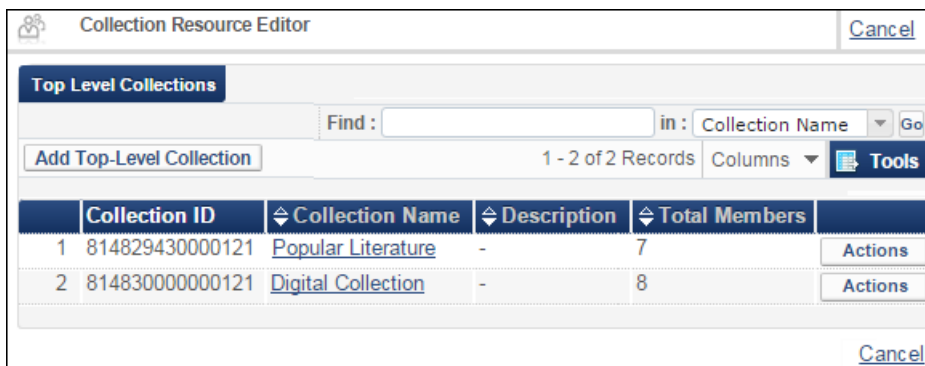 Collection Resource Editor Cancel
Top Level Collections
Find : in : Collection Name Go
Add Top-Level Collection 1 - 2 of 2 Records Columns Tools
Collection ID Collection Name Description Total Members
1 814829430000121 Popular Literature - 7 Actions
2 814830000000121 Digital Collection - 8 Actions
Cancel